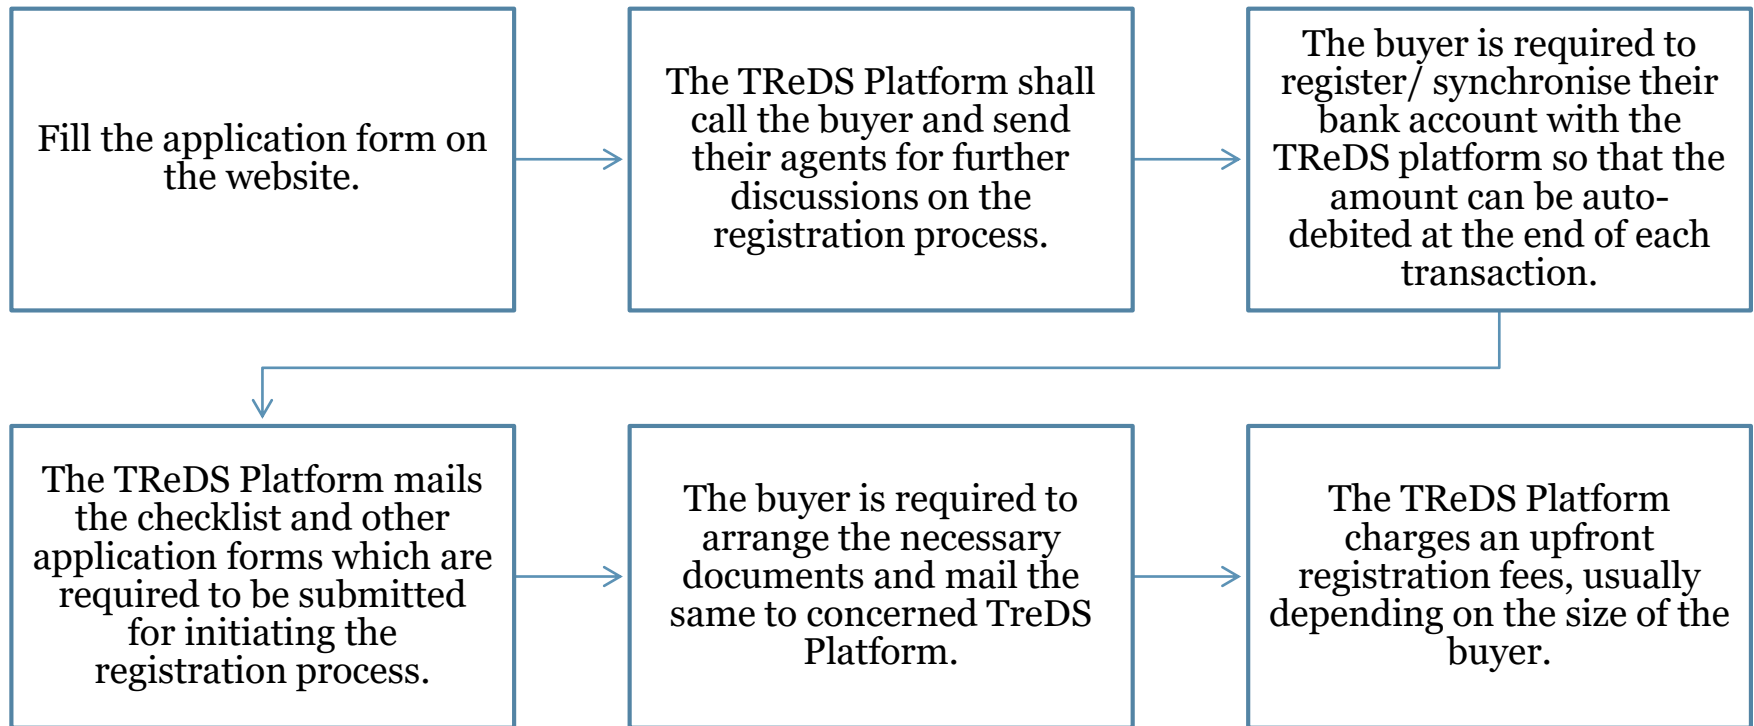 Fill the application form on
the website.
The TReDS Platform shall
call the buyer and send
their agents for further
discussions on the
registration process.
The buyer is required to
register/ synchronise their
bank account with the
TReDS platform so that the
amount can be auto-
debited at the end of each
transaction.
The TReDS Platform mails
the checklist and other
application forms which are
required to be submitted
for initiating the
registration process.
The buyer is required to
arrange the necessary
documents and mail the
same to concerned TreDS
Platform.
The TReDS Platform
charges an upfront
registration fees, usually
depending on the size of the
buyer.